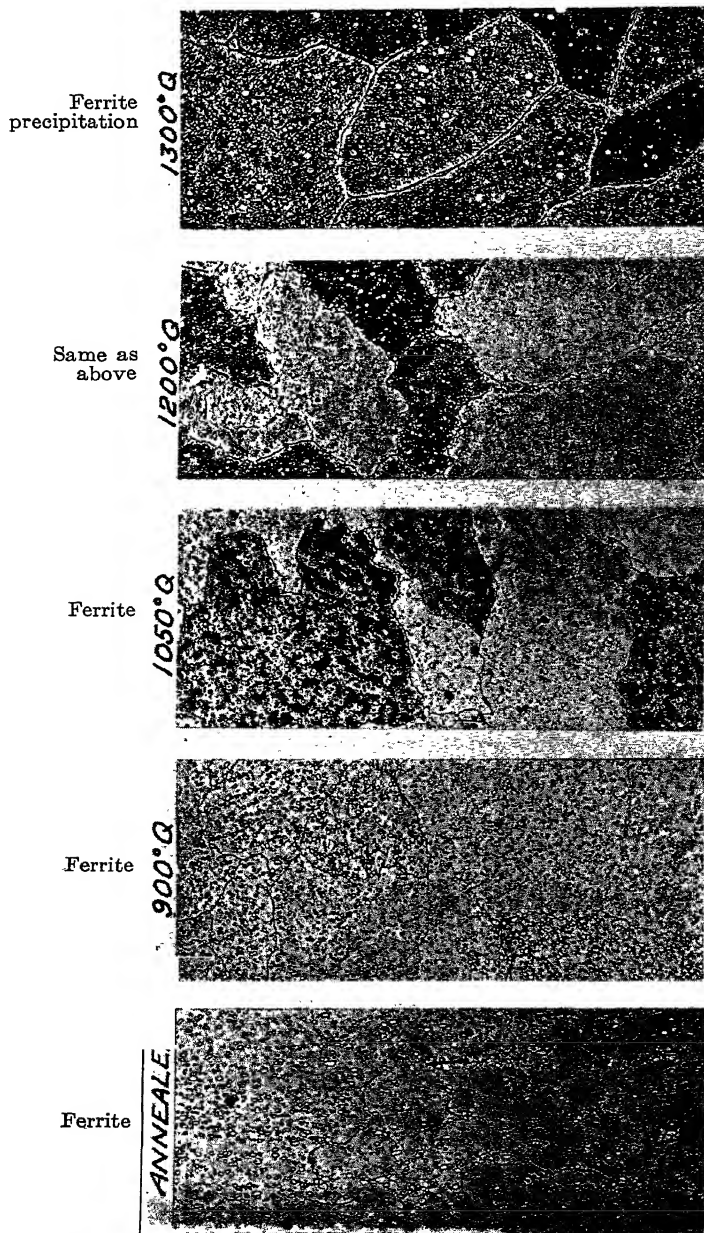 Ferrite
precipitation
1300° Q
Same as
above
1200° Q
Ferrite
1050° Q
Ferrite
900° Q
Ferrite
ANNEALE.